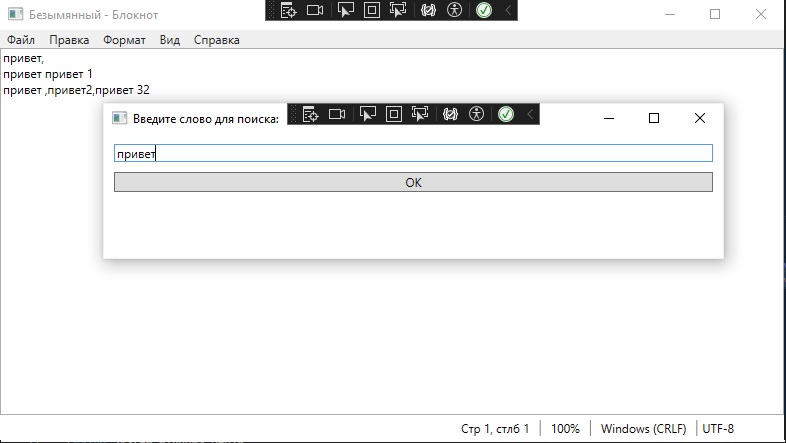 Безымянный - Блокнот
Файл Правка Формат Вид Справка
привет,
привет привет 1
привет ,привет2,привет 32
Введите слово для поиска:
привет
ОК
Стр 1, стлб 1 100% Windows (CRLF) UTF-8